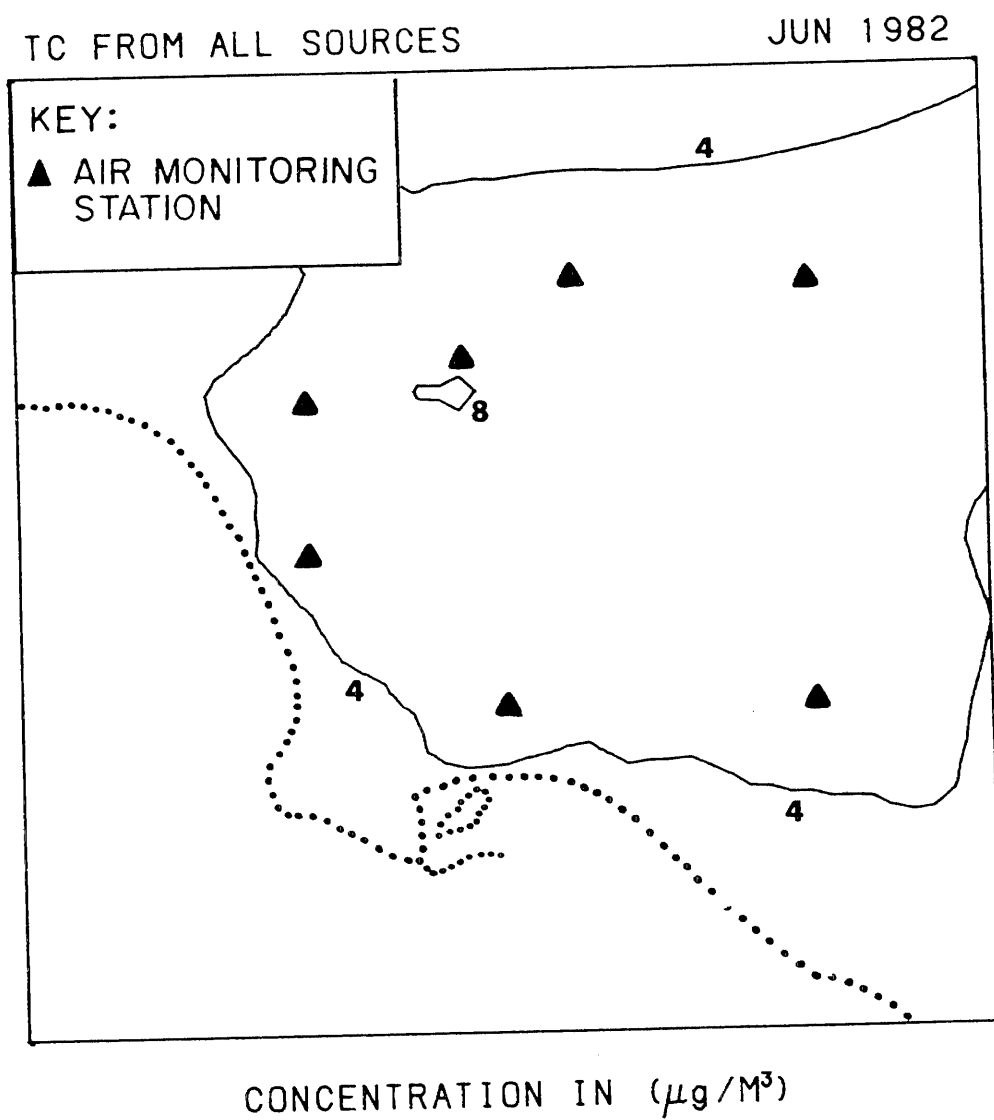 TC FROM ALL SOURCES
JUN 1982
KEY:
▲ AIR MONITORING
STATION
4
8
4
4
CONCENTRATION IN (μg/M³)